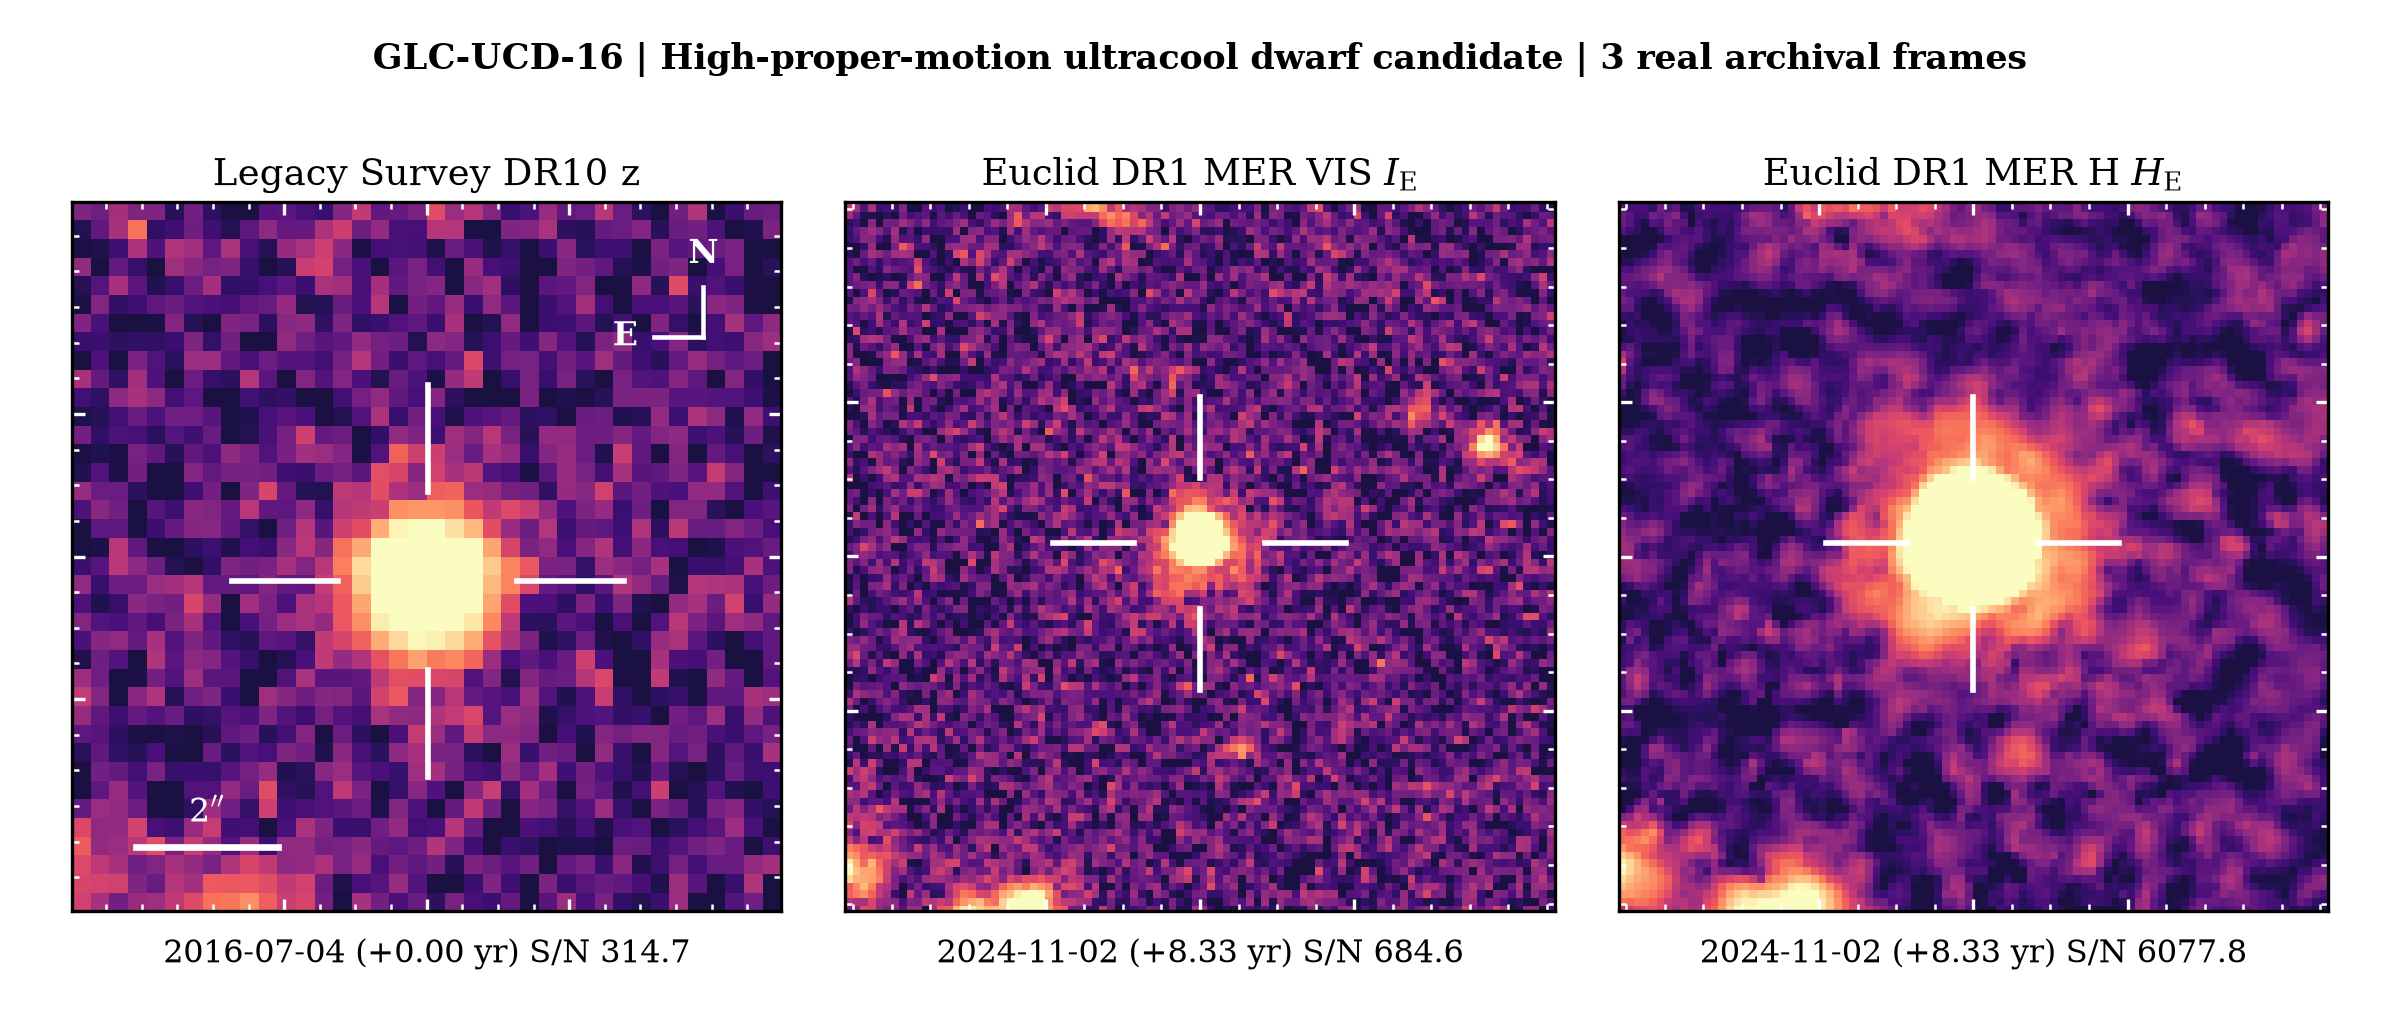 GLC-UCD-16 | High-proper-motion ultracool dwarf candidate | 3 real archival frames
Legacy Survey DR10 z
Euclid DR1 MER VIS I_E
Euclid DR1 MER H H_E
N
E
2″
2016-07-04 (+0.00 yr) S/N 314.7
2024-11-02 (+8.33 yr) S/N 684.6
2024-11-02 (+8.33 yr) S/N 6077.8